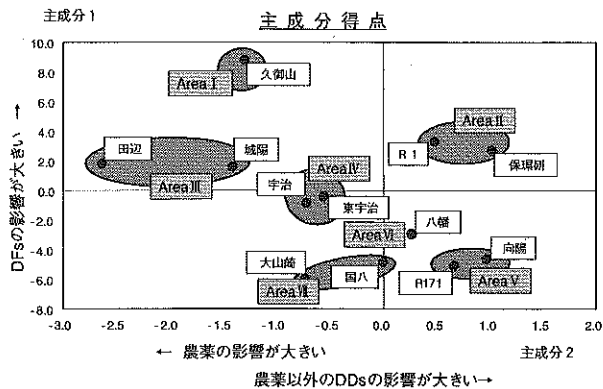 主成分得点
主成分1
10.0
8.0
6.0
4.0
2.0
0.0
-2.0
-4.0
-6.0
-8.0
DFsの影響が大きい →
久御山
Area Ⅰ
Area Ⅱ
R 1
保環研
田辺
城陽
Area Ⅲ
Area Ⅳ
宇治
東宇治
八幡
Area Ⅵ
向陽
大山崎
国八
R171
Area Ⅴ
Area Ⅶ
-3.0 -2.5 -2.0 -1.5 -1.0 -0.5 0.0 0.5 1.0 1.5 2.0
← 農薬の影響が大きい 主成分2
農薬以外のDDsの影響が大きい→